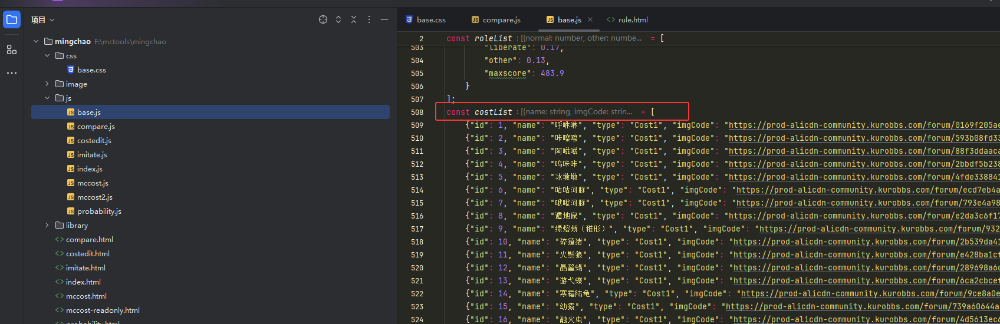 项目
mingchao F:\mctools\mingchao
css
base.css
image
js
base.js
compare.js
costedit.js
imitate.js
index.js
mccost.js
mccost2.js
probability.js
library
compare.html
costedit.html
imitate.html
index.html
mccost.html
mccost-readonly.html
probability.html
base.css compare.js base.js rule.html
2 const roleList : [{normal: number, other: numbe... = [
503 "liberate": 0.17,
504 "other": 0.13,
505 "maxscore": 483.9
506 }
507 ];
508 const costList : [{name: string, imgCode: strin... = [
509 {"id": 1, "name": "呼咻咻", "type": "Cost1", "imgCode": "https://prod-alicdn-community.kurobbs.com/forum/0169f205ae
510 {"id": 2, "name": "咔嚓嚓", "type": "Cost1", "imgCode": "https://prod-alicdn-community.kurobbs.com/forum/593b08fd33
511 {"id": 3, "name": "阿嗞嗞", "type": "Cost1", "imgCode": "https://prod-alicdn-community.kurobbs.com/forum/88f3ddaaca
512 {"id": 4, "name": "呜咔咔", "type": "Cost1", "imgCode": "https://prod-alicdn-community.kurobbs.com/forum/2bbdf5b238
513 {"id": 5, "name": "冰墩墩", "type": "Cost1", "imgCode": "https://prod-alicdn-community.kurobbs.com/forum/4fde338841
514 {"id": 6, "name": "咕咕河豚", "type": "Cost1", "imgCode": "https://prod-alicdn-community.kurobbs.com/forum/ecd7eb4a
515 {"id": 7, "name": "啾啾河豚", "type": "Cost1", "imgCode": "https://prod-alicdn-community.kurobbs.com/forum/793e4a98
516 {"id": 8, "name": "遁地鼠", "type": "Cost1", "imgCode": "https://prod-alicdn-community.kurobbs.com/forum/e2da3c6f17
517 {"id": 9, "name": "绿熔蜥（稚形）", "type": "Cost1", "imgCode": "https://prod-alicdn-community.kurobbs.com/forum/932
518 {"id": 10, "name": "碎獠猪", "type": "Cost1", "imgCode": "https://prod-alicdn-community.kurobbs.com/forum/2b539da41
519 {"id": 11, "name": "火鬃狼", "type": "Cost1", "imgCode": "https://prod-alicdn-community.kurobbs.com/forum/e428ba1cf
520 {"id": 12, "name": "晶螯蝎", "type": "Cost1", "imgCode": "https://prod-alicdn-community.kurobbs.com/forum/289698a6c
521 {"id": 13, "name": "游弋蝶", "type": "Cost1", "imgCode": "https://prod-alicdn-community.kurobbs.com/forum/6ca2cbcef
522 {"id": 14, "name": "寒霜陆龟", "type": "Cost1", "imgCode": "https://prod-alicdn-community.kurobbs.com/forum/9ce8a0e
523 {"id": 15, "name": "幼猿", "type": "Cost1", "imgCode": "https://prod-alicdn-community.kurobbs.com/forum/739a60644a
524 {"id": 16, "name": "融火虫", "type": "Cost1", "imgCode": "https://prod-alicdn-community.kurobbs.com/forum/4d5613ec